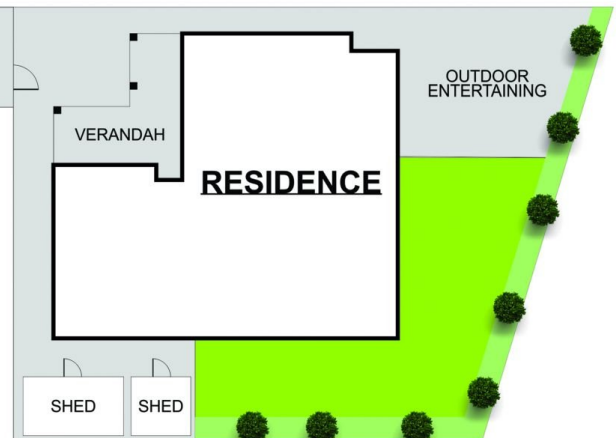 OUTDOOR
ENTERTAINING
VERANDAH
RESIDENCE
SHED
SHED